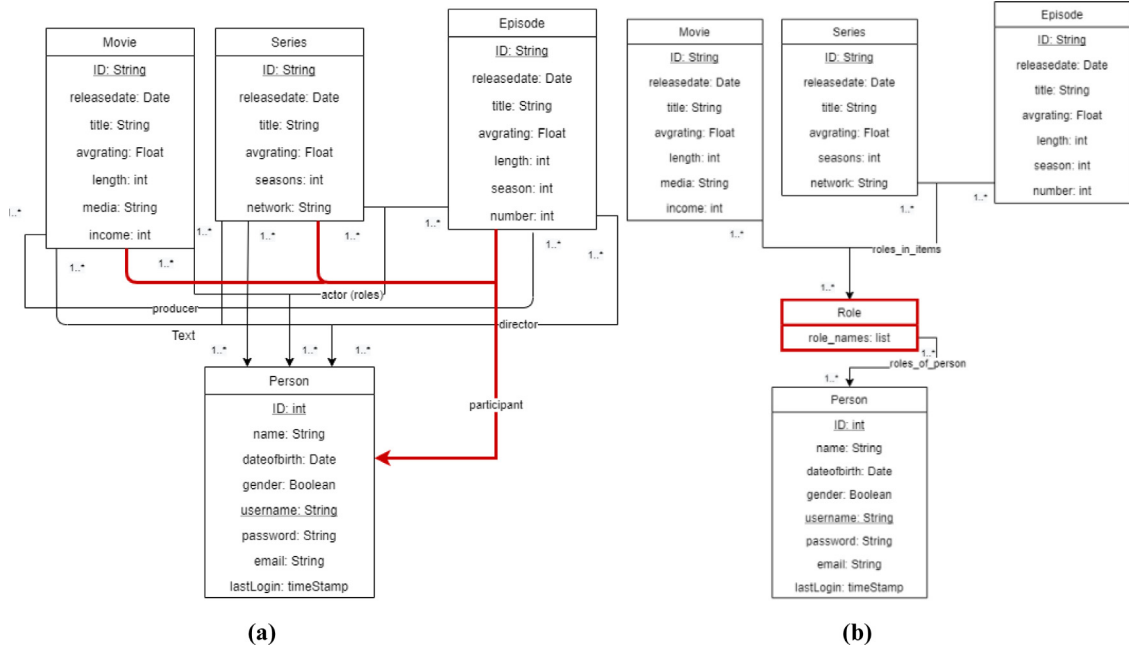 Movie
ID: String
releasedate: Date
title: String
avgrating: Float
length: int
media: String
income: int
Series
ID: String
releasedate: Date
title: String
avgrating: Float
seasons: int
network: String
Episode
ID: String
releasedate: Date
title: String
avgrating: Float
length: int
season: int
number: int
1..*
1..*
1..*
1..*
1..*
1..*
1..*
1..*
1..*
actor (roles)
producer
director
Text
1..*
1..*
1..*
participant
Person
ID: int
name: String
dateofbirth: Date
gender: Boolean
username: String
password: String
email: String
lastLogin: timeStamp
(a)
Movie
ID: String
releasedate: Date
title: String
avgrating: Float
length: int
media: String
income: int
Series
ID: String
releasedate: Date
title: String
avgrating: Float
seasons: int
network: String
Episode
ID: String
releasedate: Date
title: String
avgrating: Float
length: int
season: int
number: int
1..*
1..*
1..*
roles_in_items
1..*
Role
role_names: list
1..*
roles_of_person
1..*
Person
ID: int
name: String
dateofbirth: Date
gender: Boolean
username: String
password: String
email: String
lastLogin: timeStamp
(b)